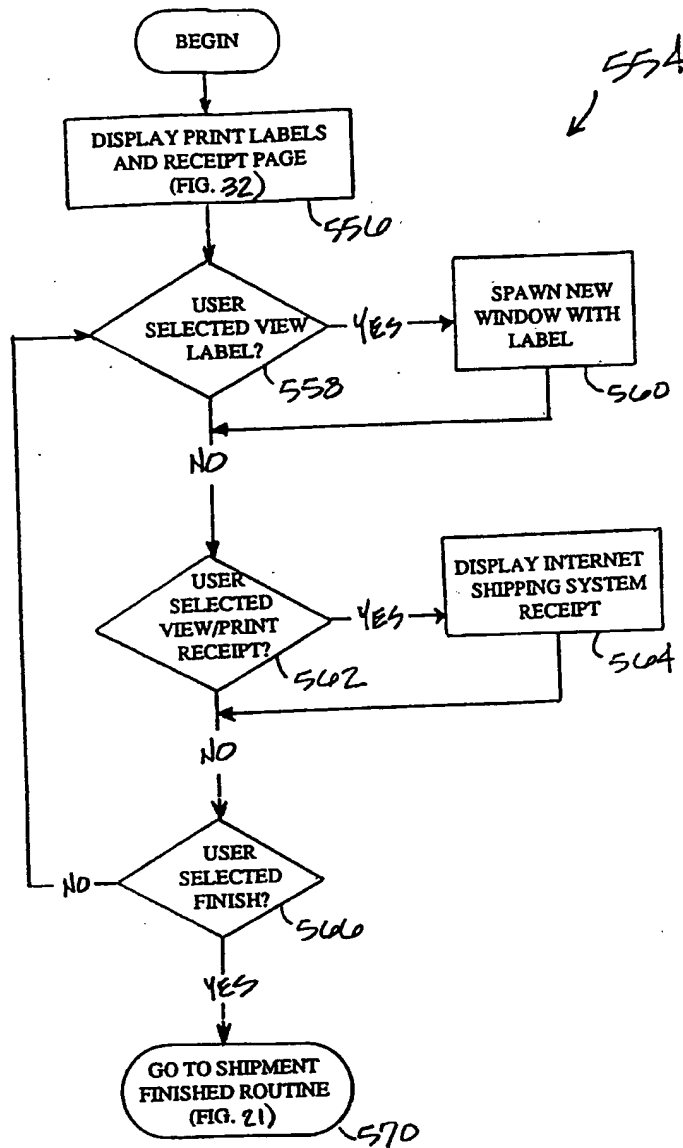 BEGIN
554
DISPLAY PRINT LABELS
AND RECEIPT PAGE
(FIG. 32)
556
USER
SELECTED VIEW
LABEL?
YES
558
SPAWN NEW
WINDOW WITH
LABEL
560
NO
USER
SELECTED
VIEW/PRINT
RECEIPT?
YES
562
DISPLAY INTERNET
SHIPPING SYSTEM
RECEIPT
564
NO
USER
SELECTED
FINISH?
NO
566
YES
GO TO SHIPMENT
FINISHED ROUTINE
(FIG. 21)
570